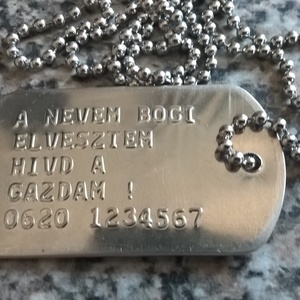 A NEVEM BOGI
ELVESZTEM
HIVD A
GAZDAM !
0620 1234567